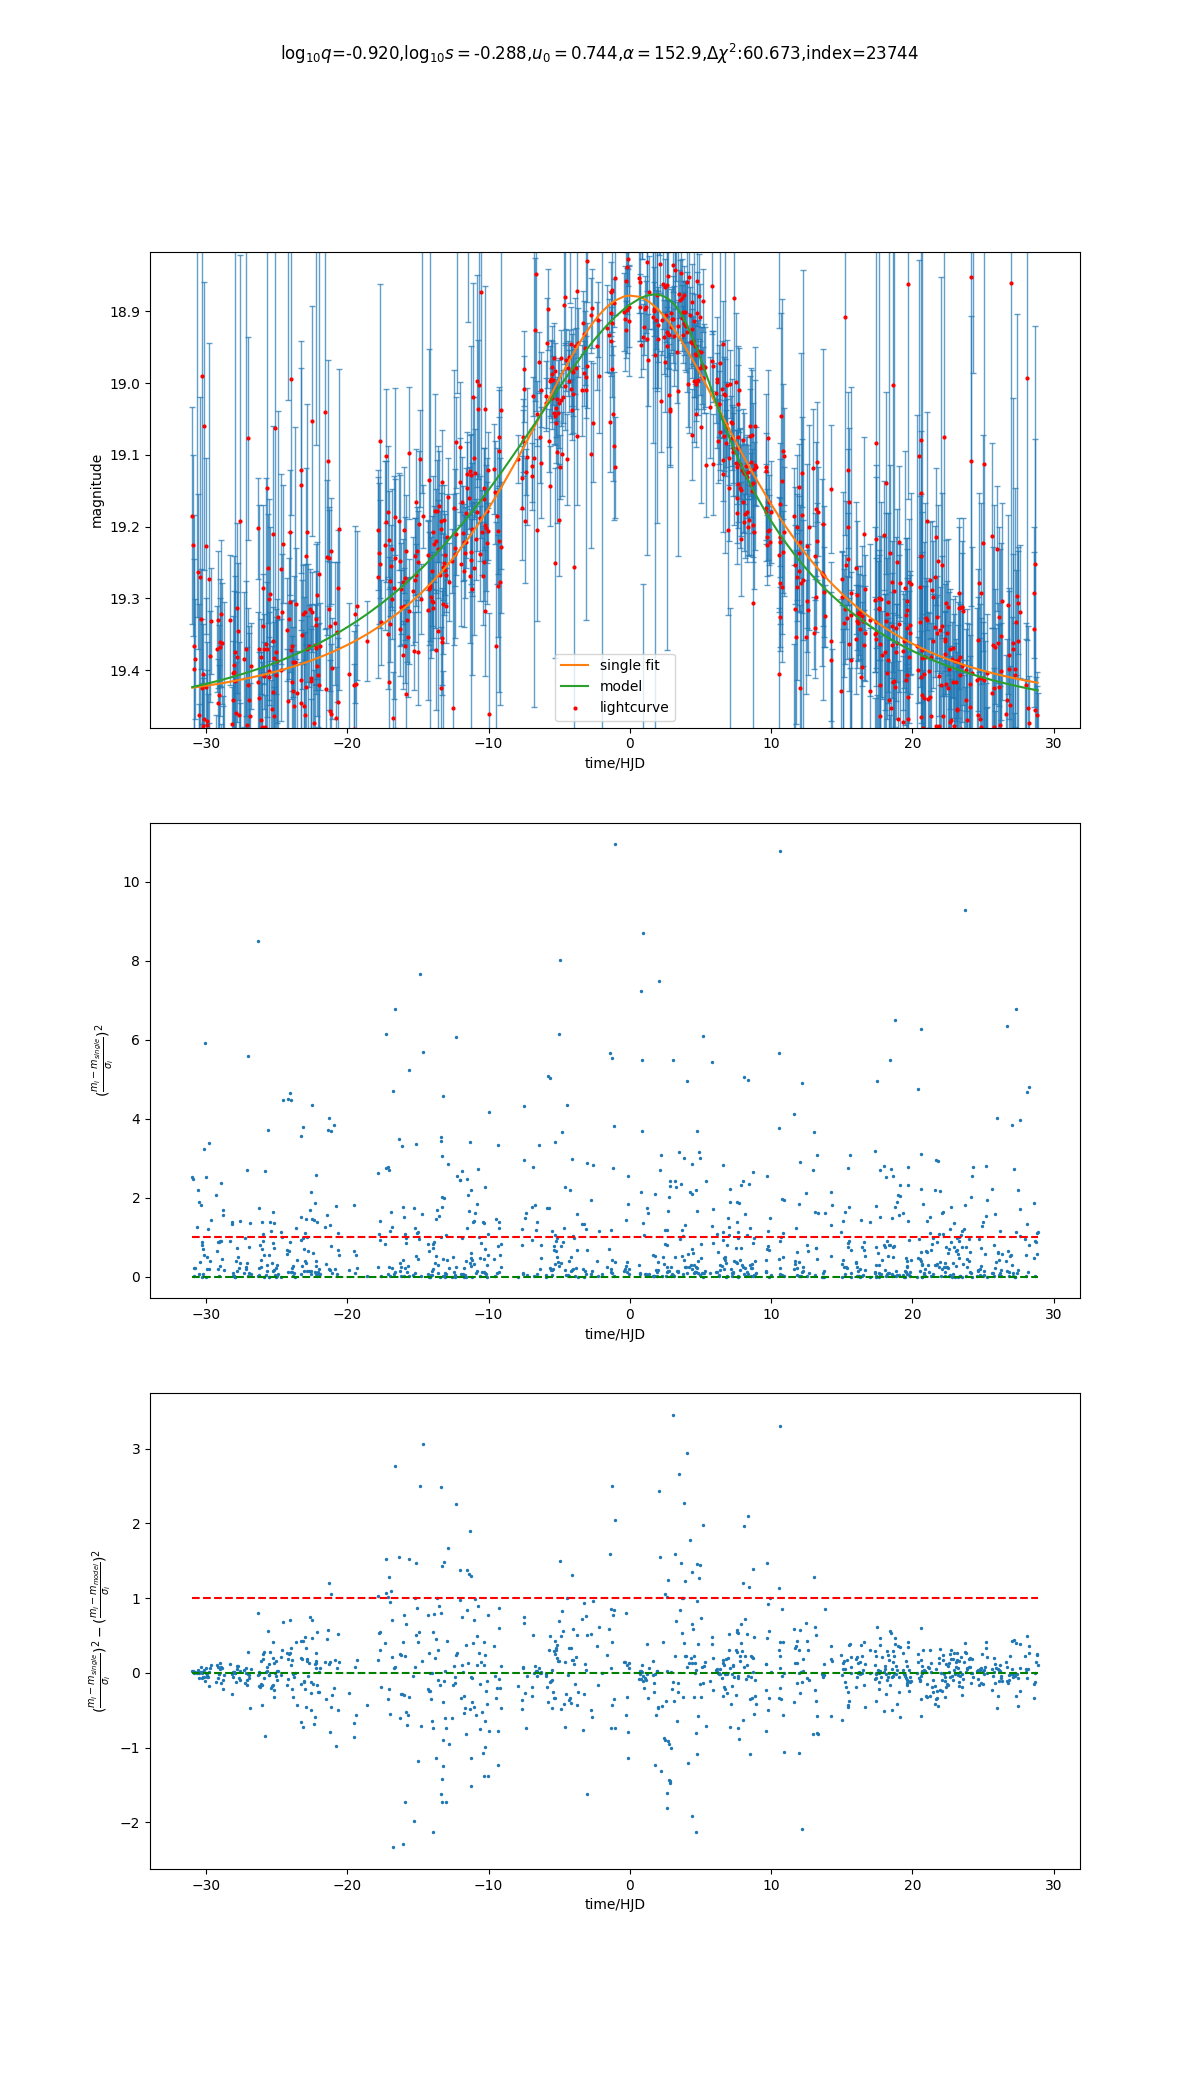 log₁₀q=-0.920,log₁₀s = -0.288,u₀ = 0.744,α = 152.9,Δχ²:60.673,index=23744
18.9
19.0
19.1
19.2
19.3
19.4
magnitude
single fit
model
lightcurve
−30 −20 −10 0 10 20 30
time/HJD
10
8
6
4
2
0
((mᵢ − m_single)/σᵢ)²
−30 −20 −10 0 10 20 30
time/HJD
3
2
1
0
−1
−2
((mᵢ − m_single)/σᵢ)² − ((mᵢ − m_model)/σᵢ)²
−30 −20 −10 0 10 20 30
time/HJD